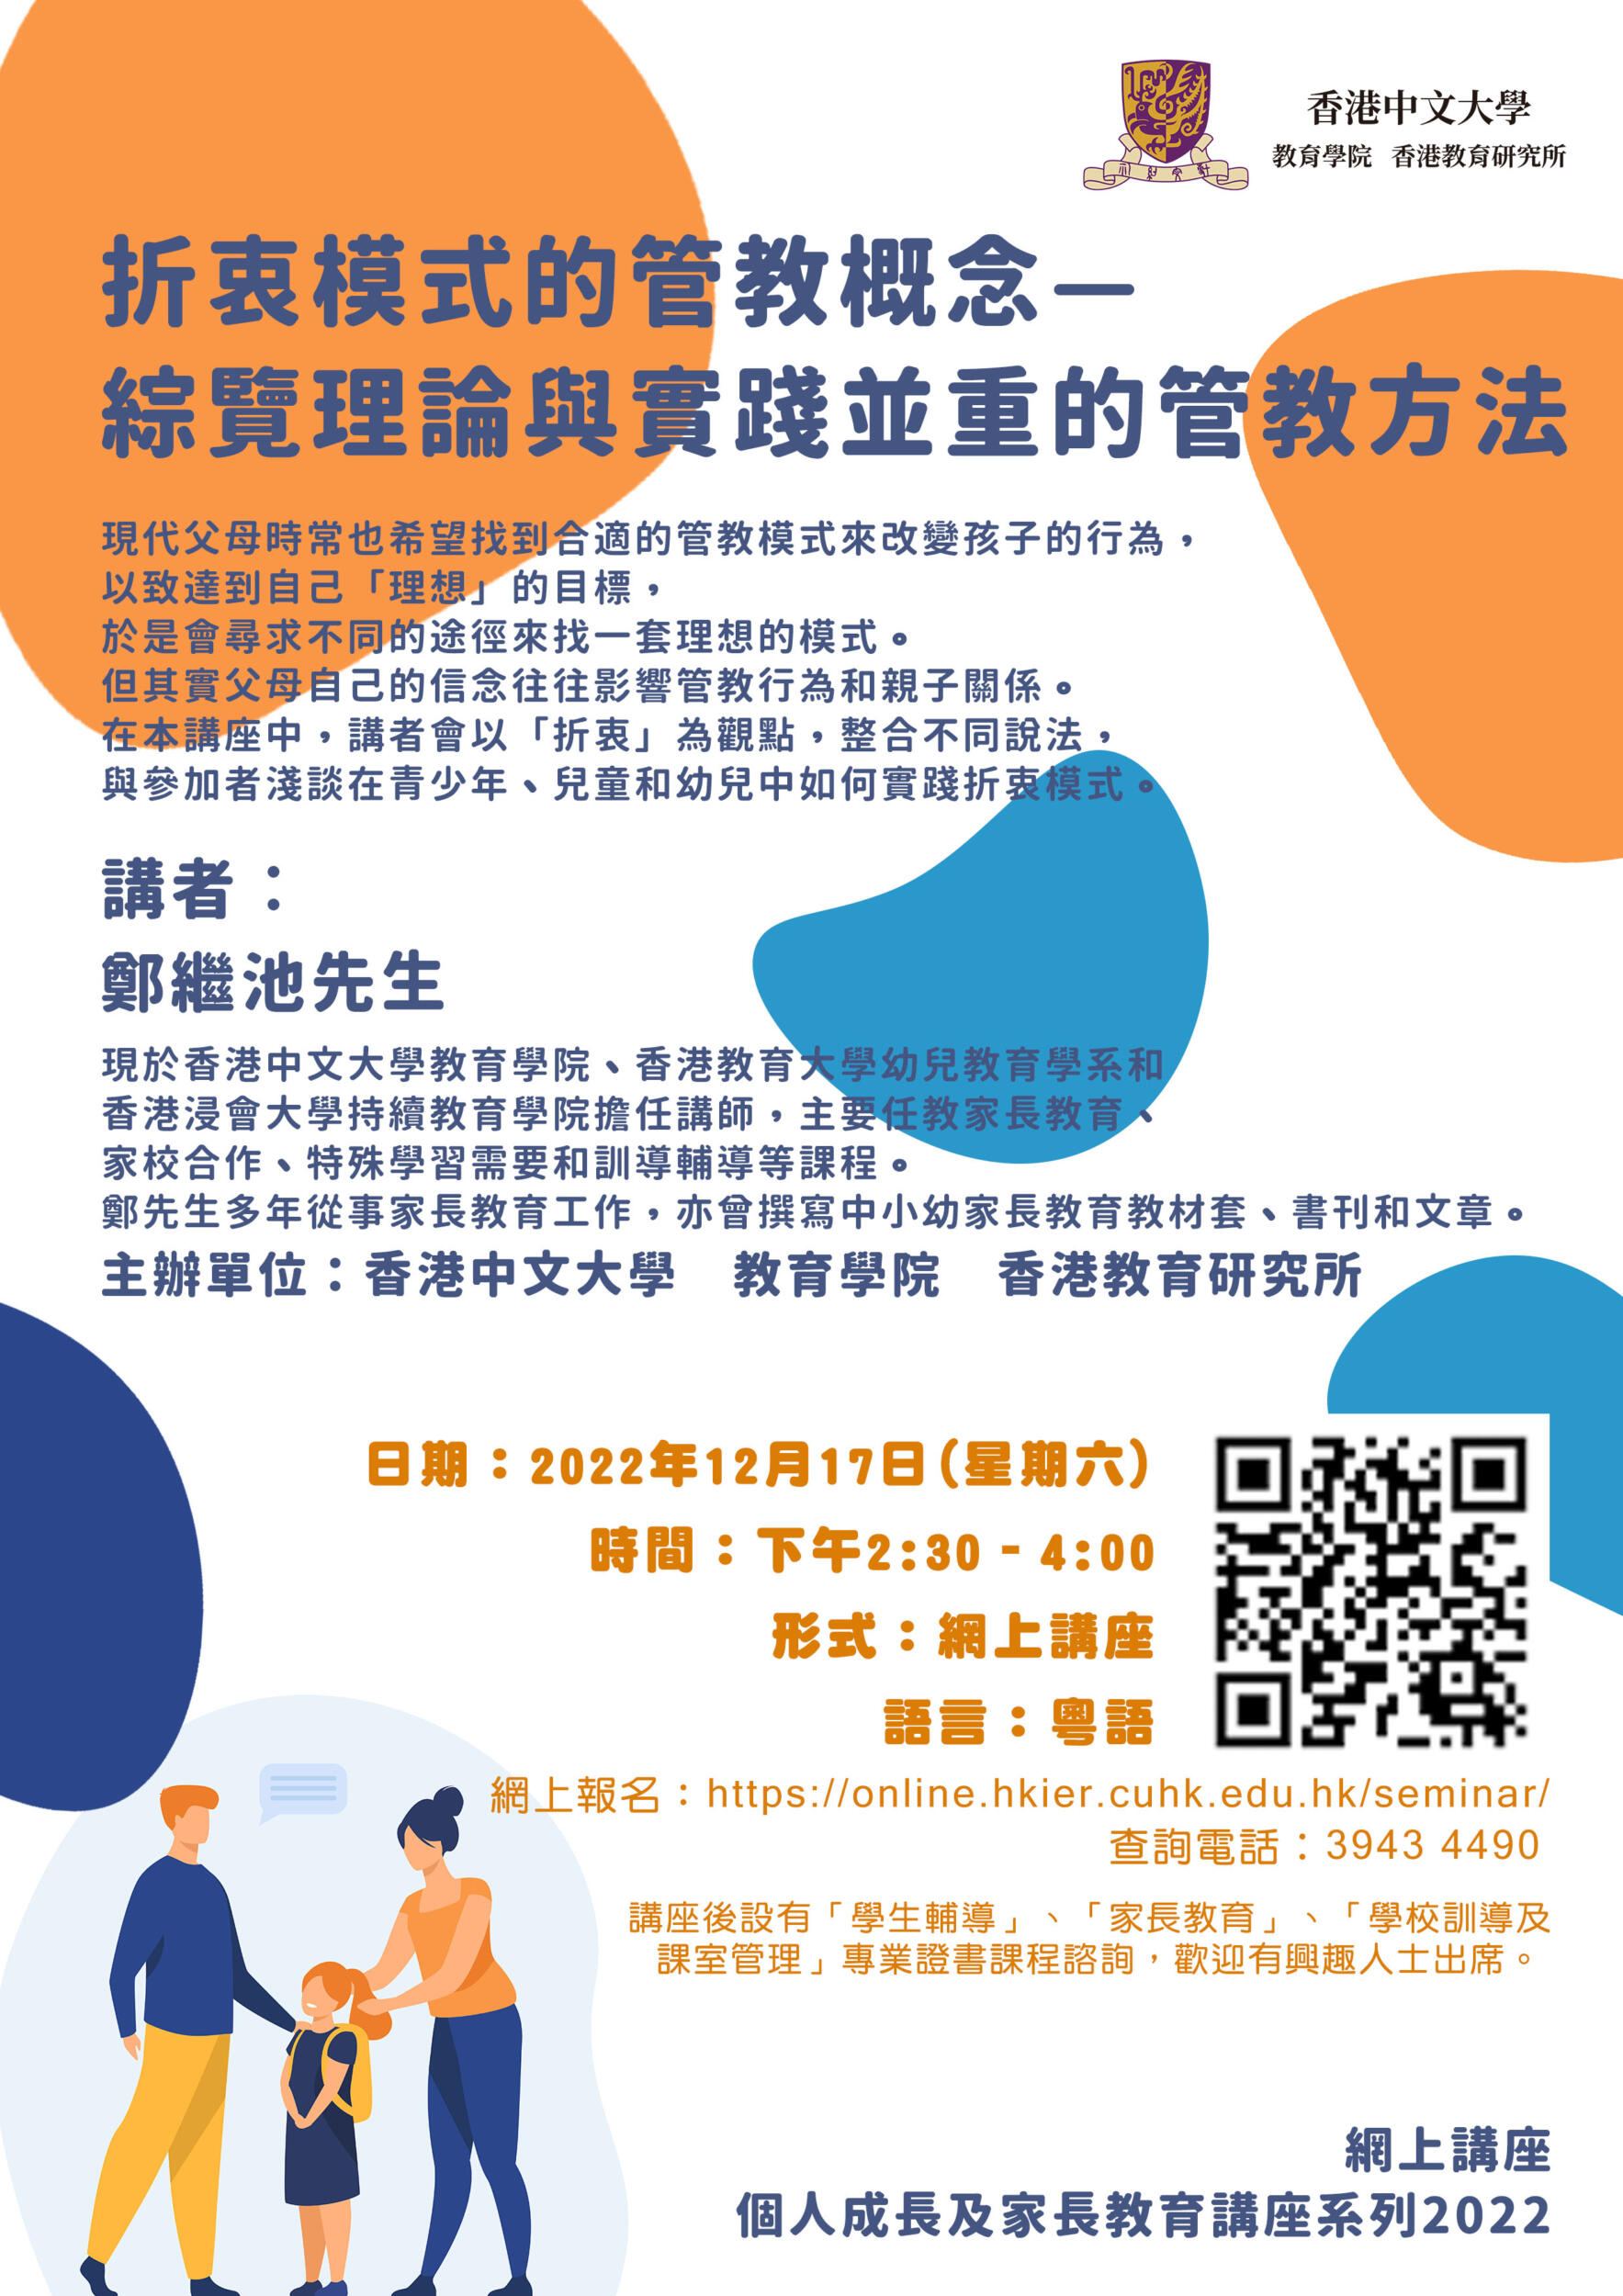 香港中文大學
教育學院 香港教育研究所
折衷模式的管教概念—
綜覽理論與實踐並重的管教方法
現代父母時常也希望找到合適的管教模式來改變孩子的行為，
以致達到自己「理想」的目標，
於是會尋求不同的途徑來找一套理想的模式。
但其實父母自己的信念往往影響管教行為和親子關係。
在本講座中，講者會以「折衷」為觀點，整合不同說法，
與參加者淺談在青少年、兒童和幼兒中如何實踐折衷模式。
講者：
鄭繼池先生
現於香港中文大學教育學院、香港教育大學幼兒教育學系和
香港浸會大學持續教育學院擔任講師，主要任教家長教育、
家校合作、特殊學習需要和訓導輔導等課程。
鄭先生多年從事家長教育工作，亦曾撰寫中小幼家長教育教材套、書刊和文章。
主辦單位：香港中文大學 教育學院 香港教育研究所
日期：2022年12月17日(星期六)
時間：下午2:30 - 4:00
形式：網上講座
語言：粵語
網上報名：https://online.hkier.cuhk.edu.hk/seminar/
查詢電話：3943 4490
講座後設有「學生輔導」、「家長教育」、「學校訓導及
課室管理」專業證書課程諮詢，歡迎有興趣人士出席。
網上講座
個人成長及家長教育講座系列2022